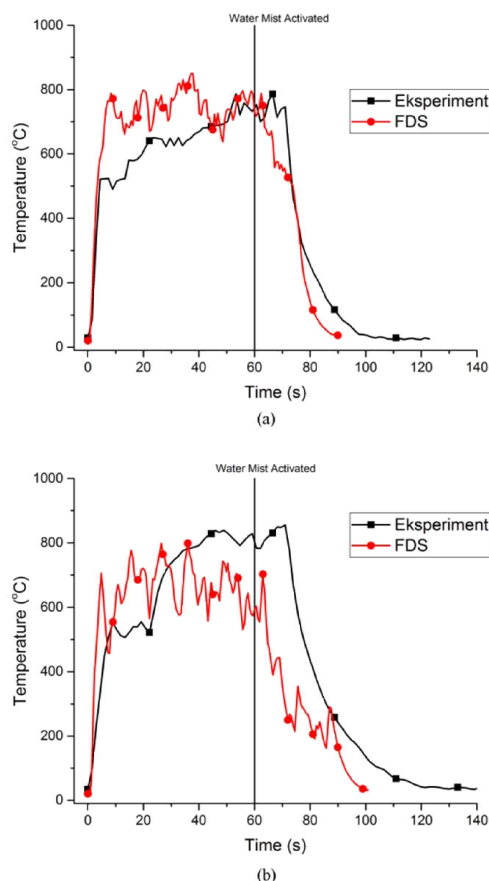 Water Mist Activated
1000
800
600
400
200
0
Temperature (°C)
Eksperiment
FDS
0 20 40 60 80 100 120 140
Time (s)
(a)
Water Mist Activated
1000
800
600
400
200
0
Temperature (°C)
Eksperiment
FDS
0 20 40 60 80 100 120 140
Time (s)
(b)